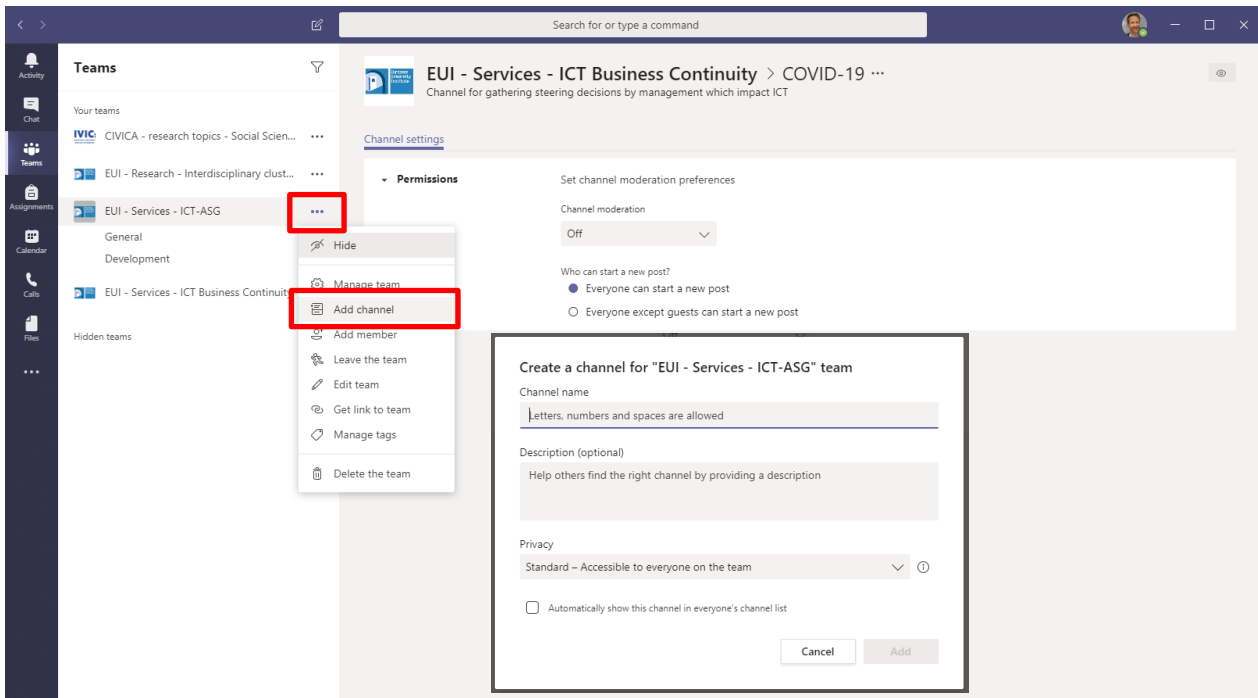 Search for or type a command
Activity
Chat
Teams
Assignments
Calendar
Calls
Files
Teams
Your teams
IVIC
CIVICA - research topics - Social Scien...
EUI - Research - Interdisciplinary clust...
EUI - Services - ICT-ASG
General
Development
EUI - Services - ICT Business Continuity
Hidden teams
Hide
Manage team
Add channel
Add member
Leave the team
Edit team
Get link to team
Manage tags
Delete the team
European
University
Institute
EUI - Services - ICT Business Continuity > COVID-19 ...
Channel for gathering steering decisions by management which impact ICT
Channel settings
Permissions
Set channel moderation preferences
Channel moderation
Off
Who can start a new post?
Everyone can start a new post
Everyone except guests can start a new post
Create a channel for "EUI - Services - ICT-ASG" team
Channel name
Letters, numbers and spaces are allowed
Description (optional)
Help others find the right channel by providing a description
Privacy
Standard – Accessible to everyone on the team
Automatically show this channel in everyone's channel list
Cancel
Add